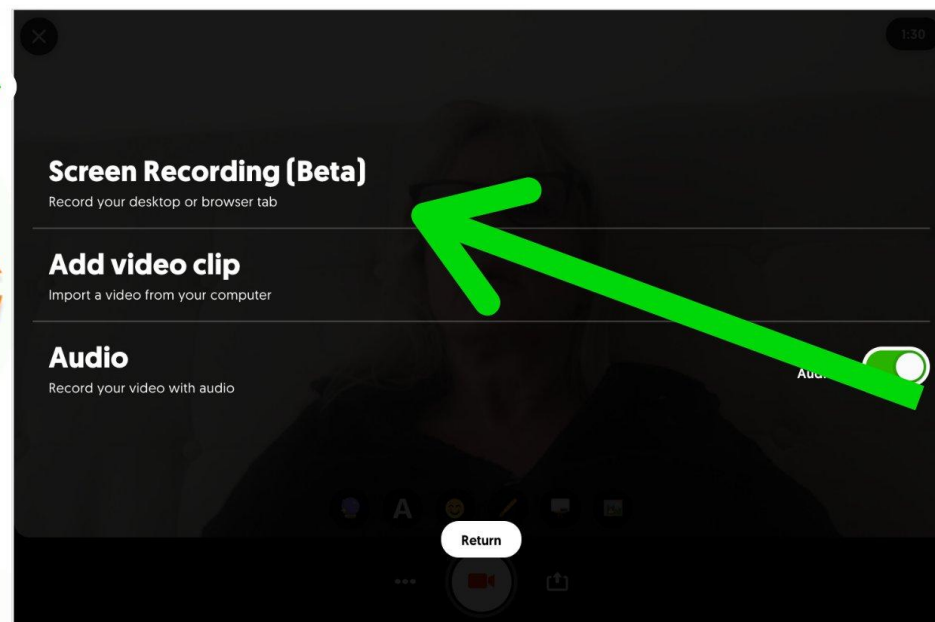 1:30
Screen Recording (Beta)
Record your desktop or browser tab
Add video clip
Import a video from your computer
Audio
Record your video with audio
A
Return